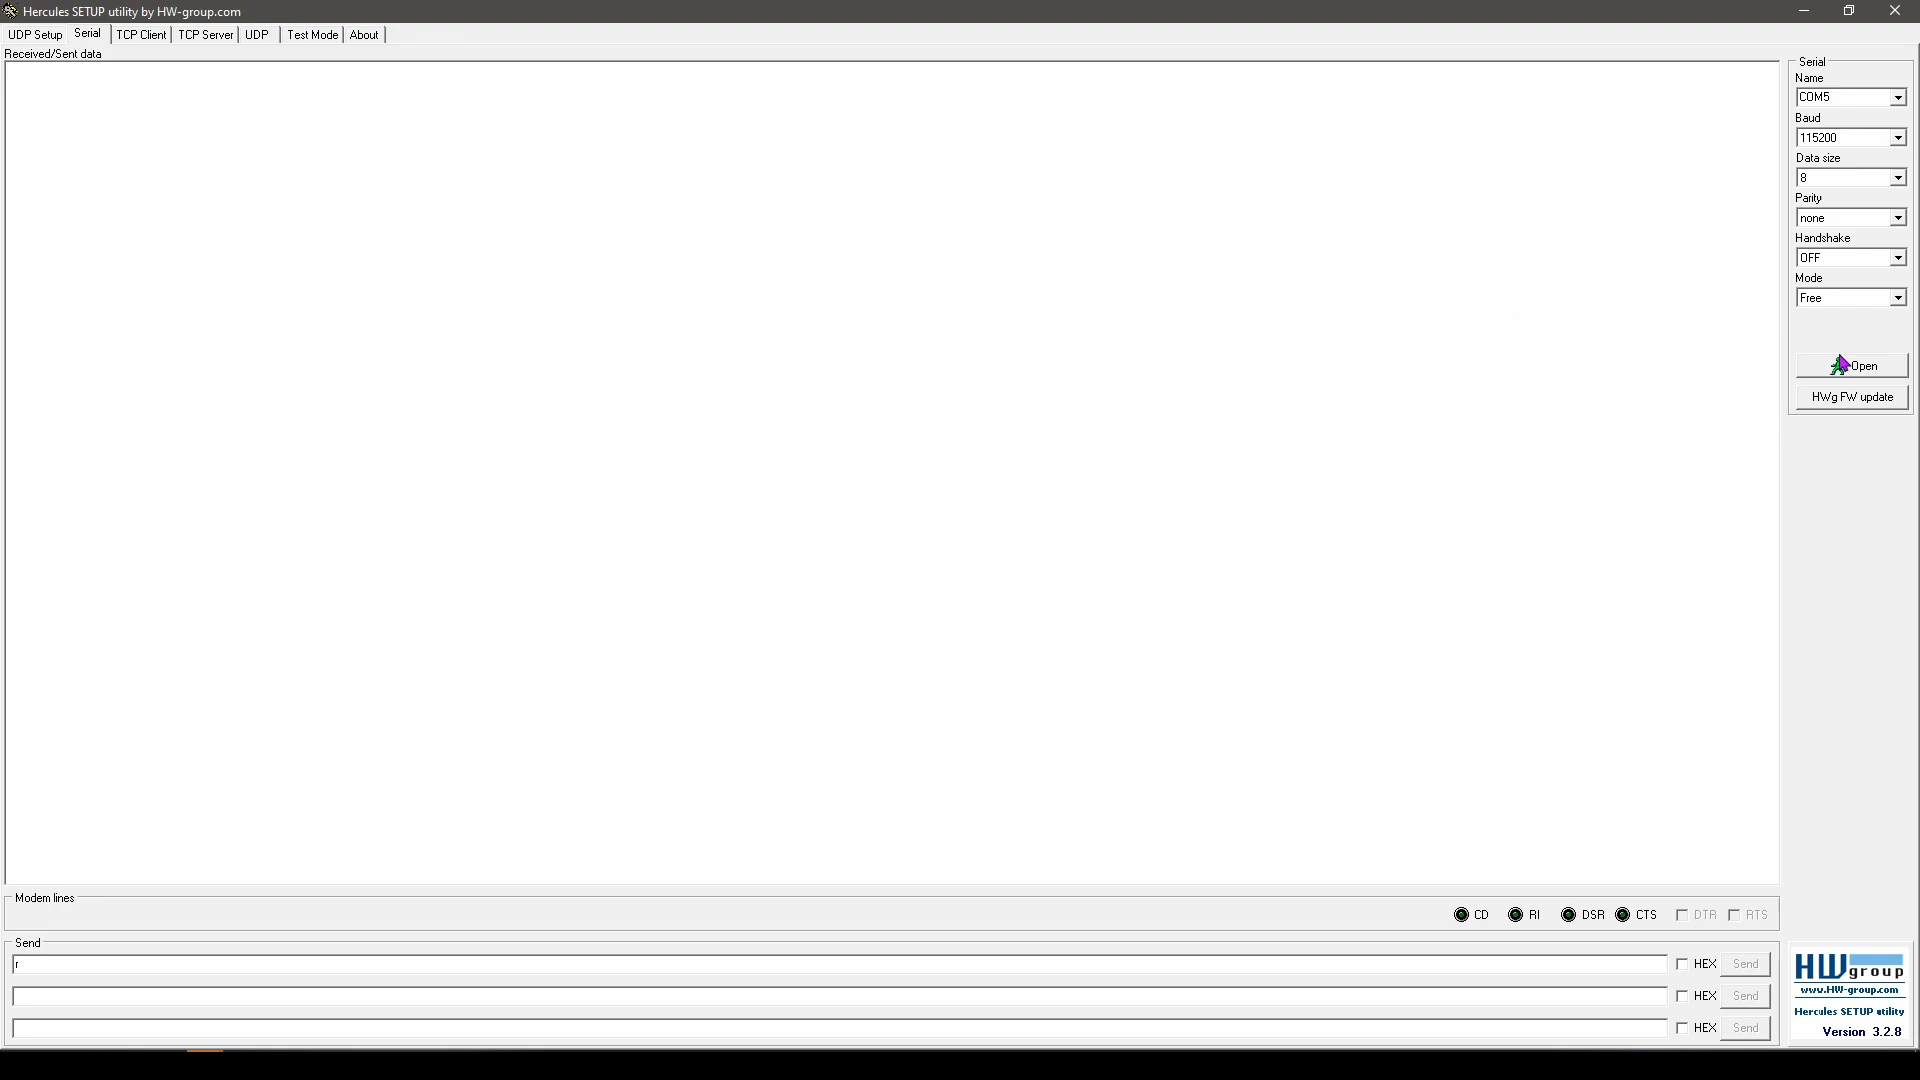 Hercules SETUP utility by HW-group.com
UDP Setup
Serial
TCP Client
TCP Server
UDP
Test Mode
About
Received/Sent data
Serial
Name
COM5
Baud
115200
Data size
8
Parity
none
Handshake
OFF
Mode
Free
Open
HWg FW update
Modem lines
CD
RI
DSR
CTS
DTR
RTS
Send
r
HEX
Send
HEX
Send
HEX
Send
HW group
www.HW-group.com
Hercules SETUP utility
Version 3.2.8